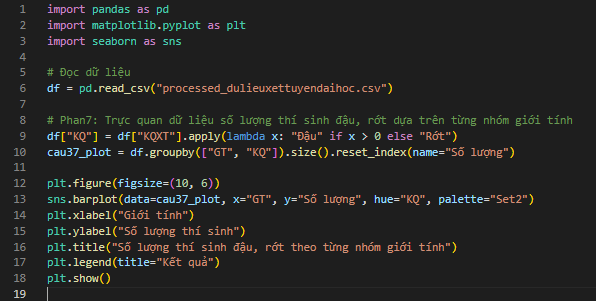 1 import pandas as pd
2 import matplotlib.pyplot as plt
3 import seaborn as sns
4
5 # Đọc dữ liệu
6 df = pd.read_csv("processed_dulieuxettuyendaihoc.csv")
7
8 # Phan7: Trực quan dữ liệu số lượng thí sinh đậu, rớt dựa trên từng nhóm giới tính
9 df["KQ"] = df["KQXT"].apply(lambda x: "Đậu" if x > 0 else "Rớt")
10 cau37_plot = df.groupby(["GT", "KQ"]).size().reset_index(name="Số lượng")
11
12 plt.figure(figsize=(10, 6))
13 sns.barplot(data=cau37_plot, x="GT", y="Số lượng", hue="KQ", palette="Set2")
14 plt.xlabel("Giới tính")
15 plt.ylabel("Số lượng thí sinh")
16 plt.title("Số lượng thí sinh đậu, rớt theo từng nhóm giới tính")
17 plt.legend(title="Kết quả")
18 plt.show()
19